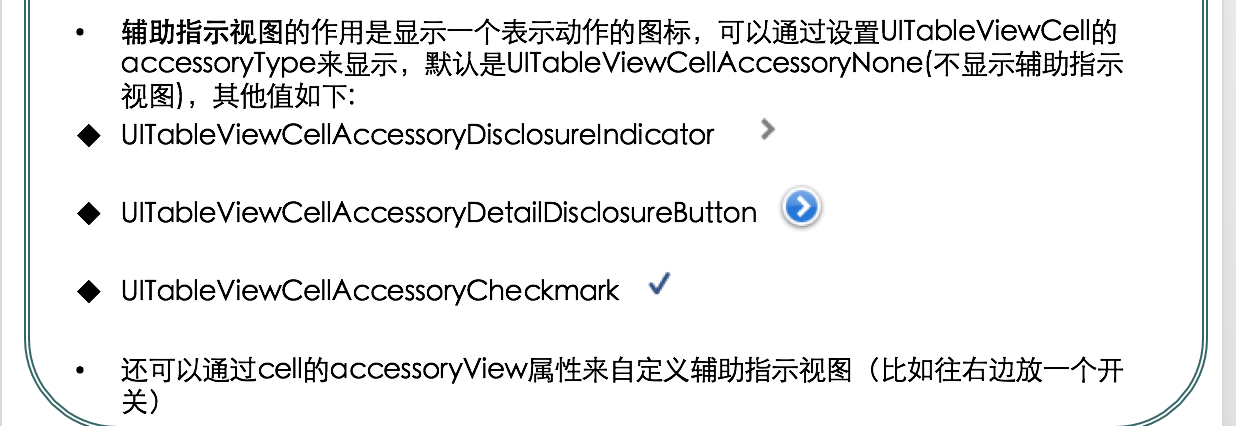 • 辅助指示视图的作用是显示一个表示动作的图标，可以通过设置UITableViewCell的
accessoryType来显示，默认是UITableViewCellAccessoryNone(不显示辅助指示
视图)，其他值如下:
◆ UITableViewCellAccessoryDisclosureIndicator
◆ UITableViewCellAccessoryDetailDisclosureButton
◆ UITableViewCellAccessoryCheckmark
• 还可以通过cell的accessoryView属性来自定义辅助指示视图（比如往右边放一个开
关）